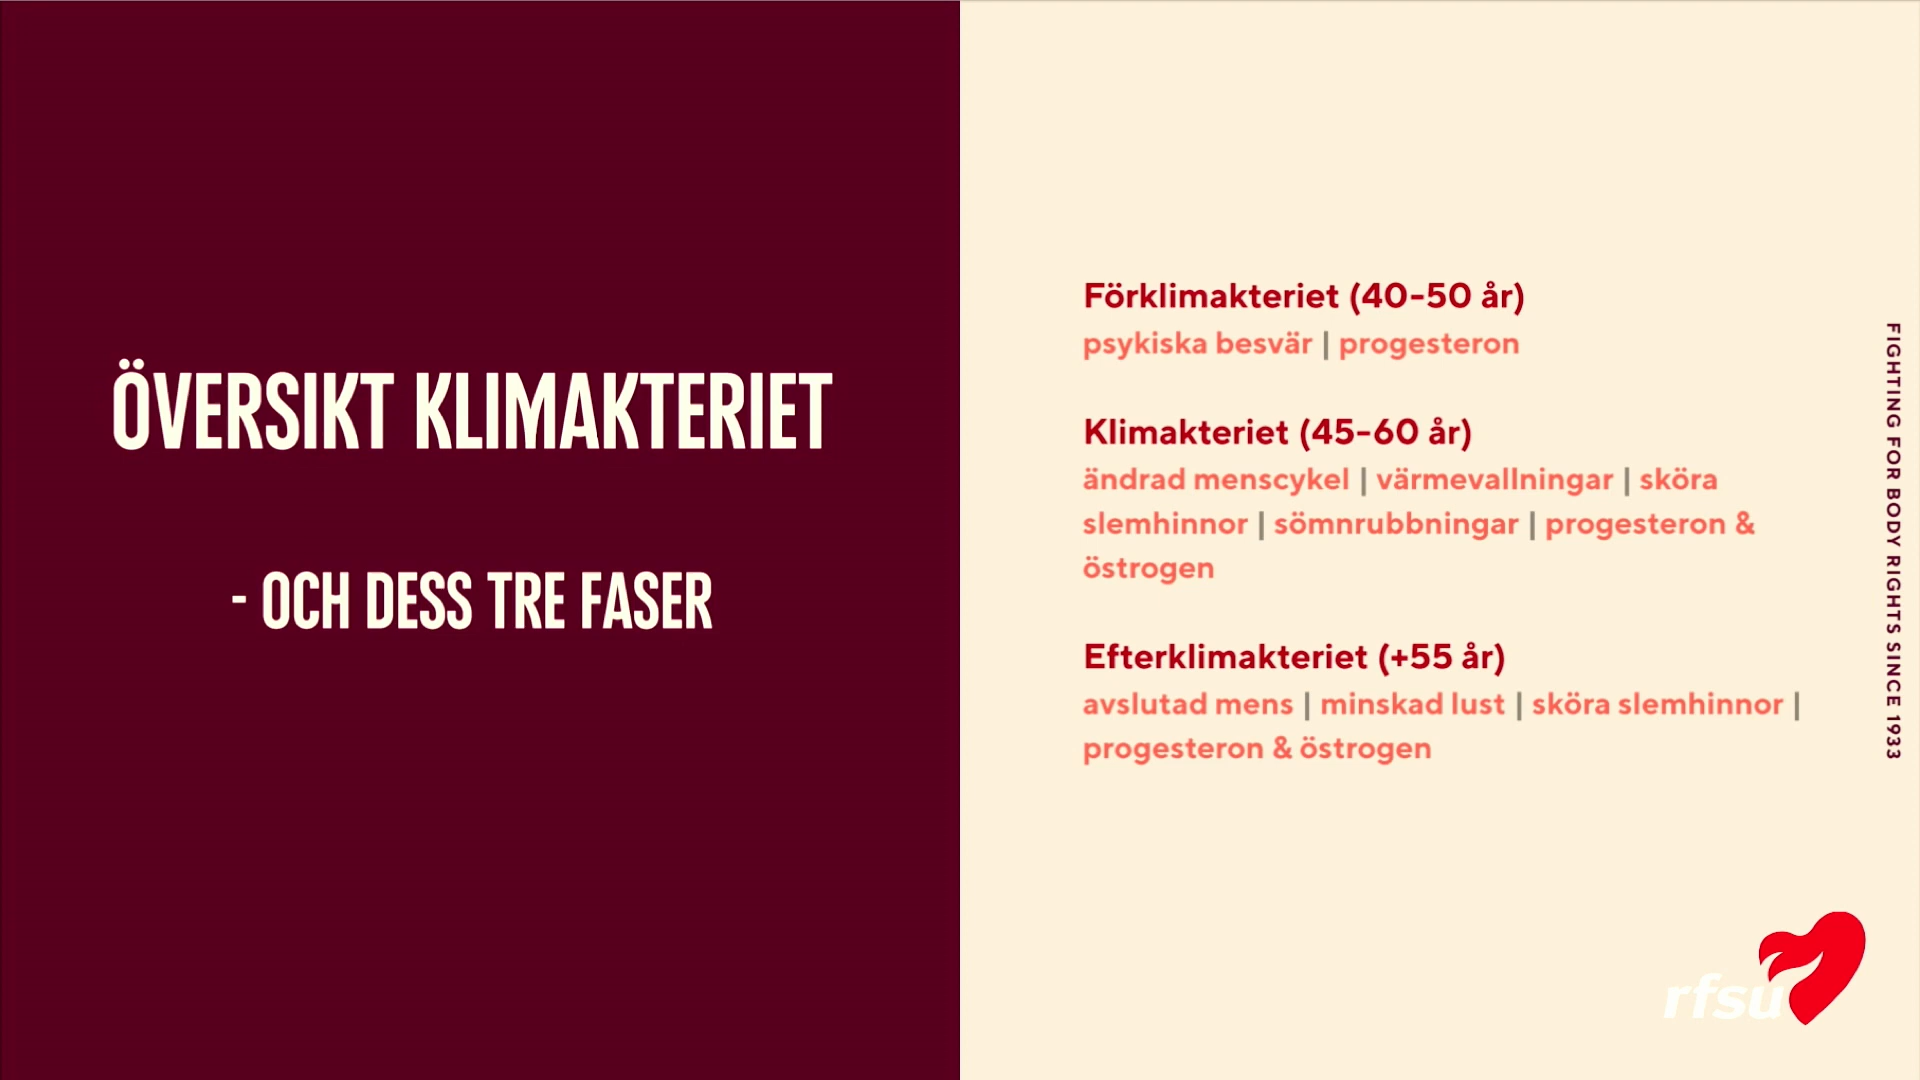 ÖVERSIKT KLIMAKTERIET
- OCH DESS TRE FASER
Förklimakteriet (40-50 år)
psykiska besvär | progesteron
Klimakteriet (45-60 år)
ändrad menscykel | värmevallningar | sköra
slemhinnor | sömnrubbningar | progesteron &
östrogen
Efterklimakteriet (+55 år)
avslutad mens | minskad lust | sköra slemhinnor |
progesteron & östrogen
FIGHTING FOR BODY RIGHTS SINCE 1933
rfsu